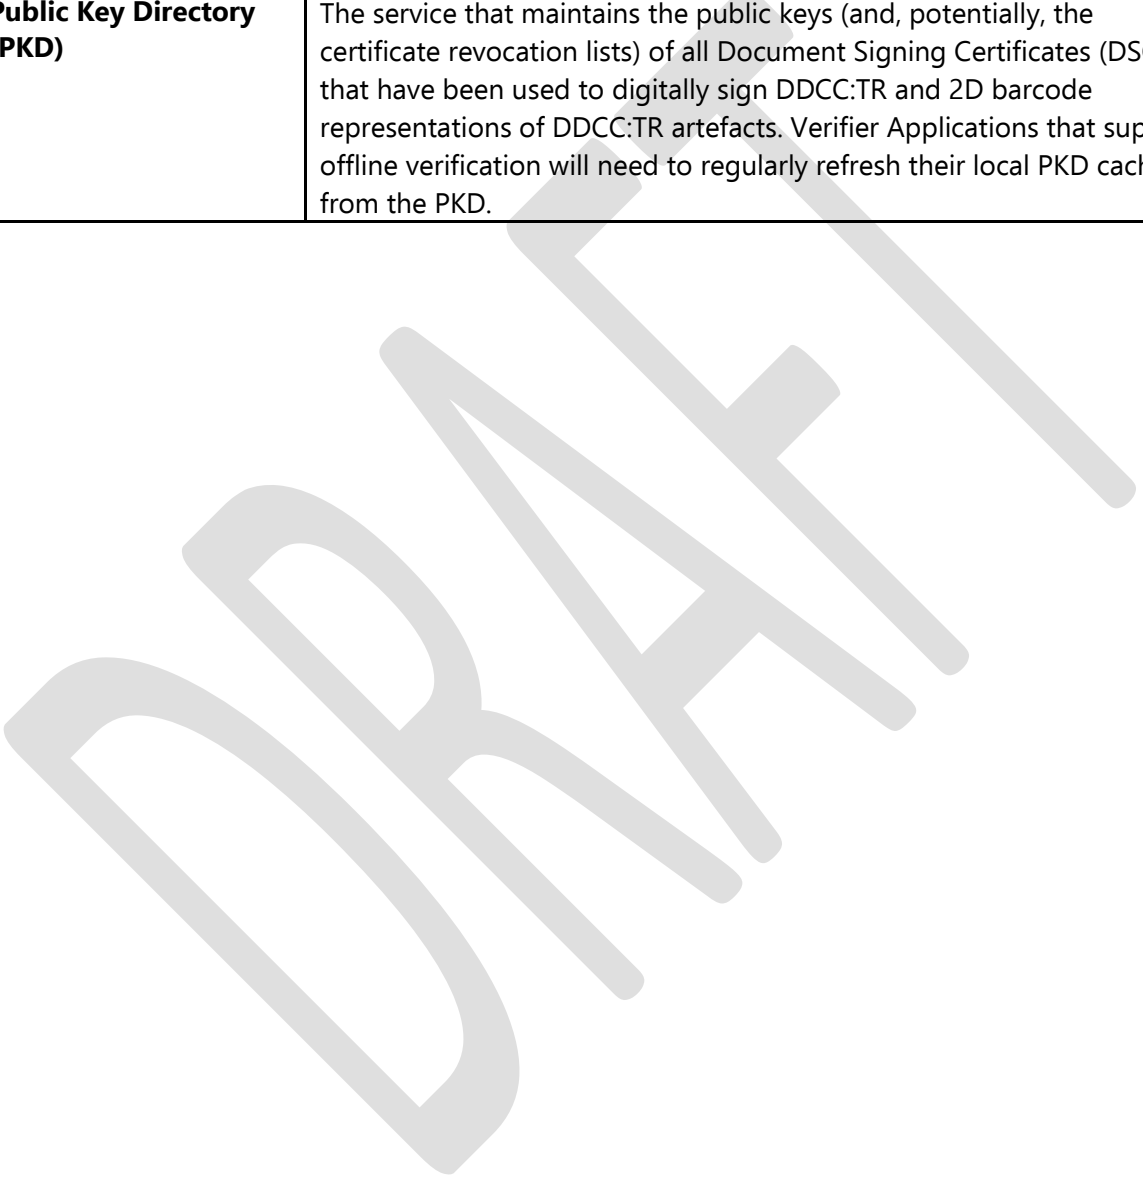 Public Key Directory
PKD)
The service that maintains the public keys (and, potentially, the
certificate revocation lists) of all Document Signing Certificates (DS
that have been used to digitally sign DDCC:TR and 2D barcode
representations of DDCC:TR artefacts. Verifier Applications that sup
offline verification will need to regularly refresh their local PKD cach
from the PKD.
DRAFT